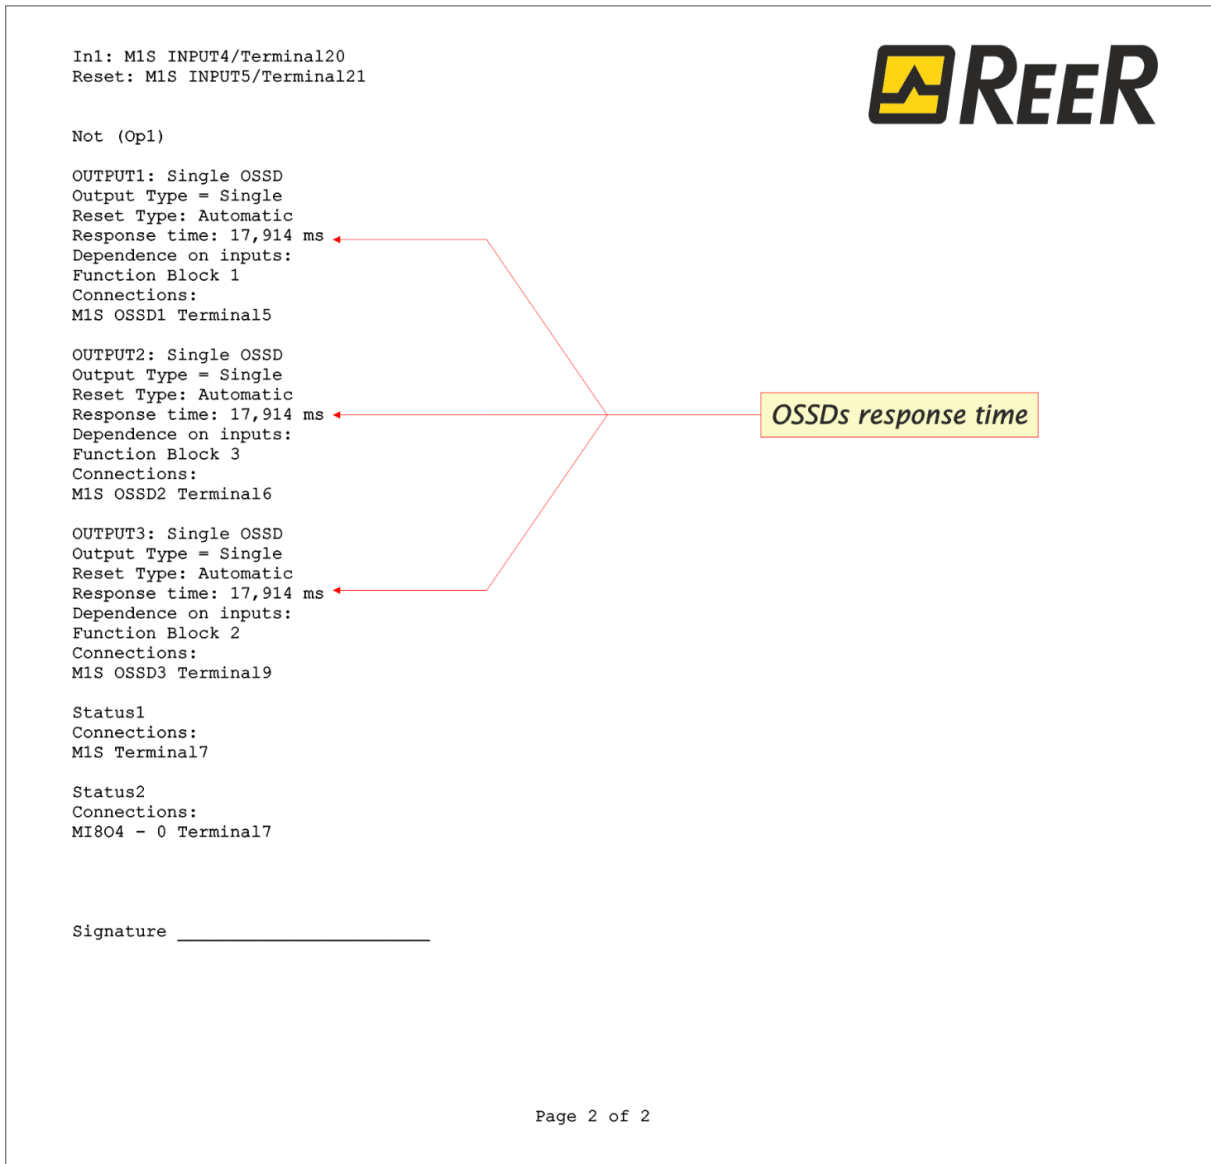 In1: M1S INPUT4/Terminal20
Reset: M1S INPUT5/Terminal21
REER
Not (Op1)
OUTPUT1: Single OSSD
Output Type = Single
Reset Type: Automatic
Response time: 17,914 ms
Dependence on inputs:
Function Block 1
Connections:
M1S OSSD1 Terminal5
OUTPUT2: Single OSSD
Output Type = Single
Reset Type: Automatic
Response time: 17,914 ms
OSSDs response time
Dependence on inputs:
Function Block 3
Connections:
M1S OSSD2 Terminal6
OUTPUT3: Single OSSD
Output Type = Single
Reset Type: Automatic
Response time: 17,914 ms
Dependence on inputs:
Function Block 2
Connections:
M1S OSSD3 Terminal9
Status1
Connections:
M1S Terminal7
Status2
Connections:
MI8O4 - 0 Terminal7
Signature
Page 2 of 2